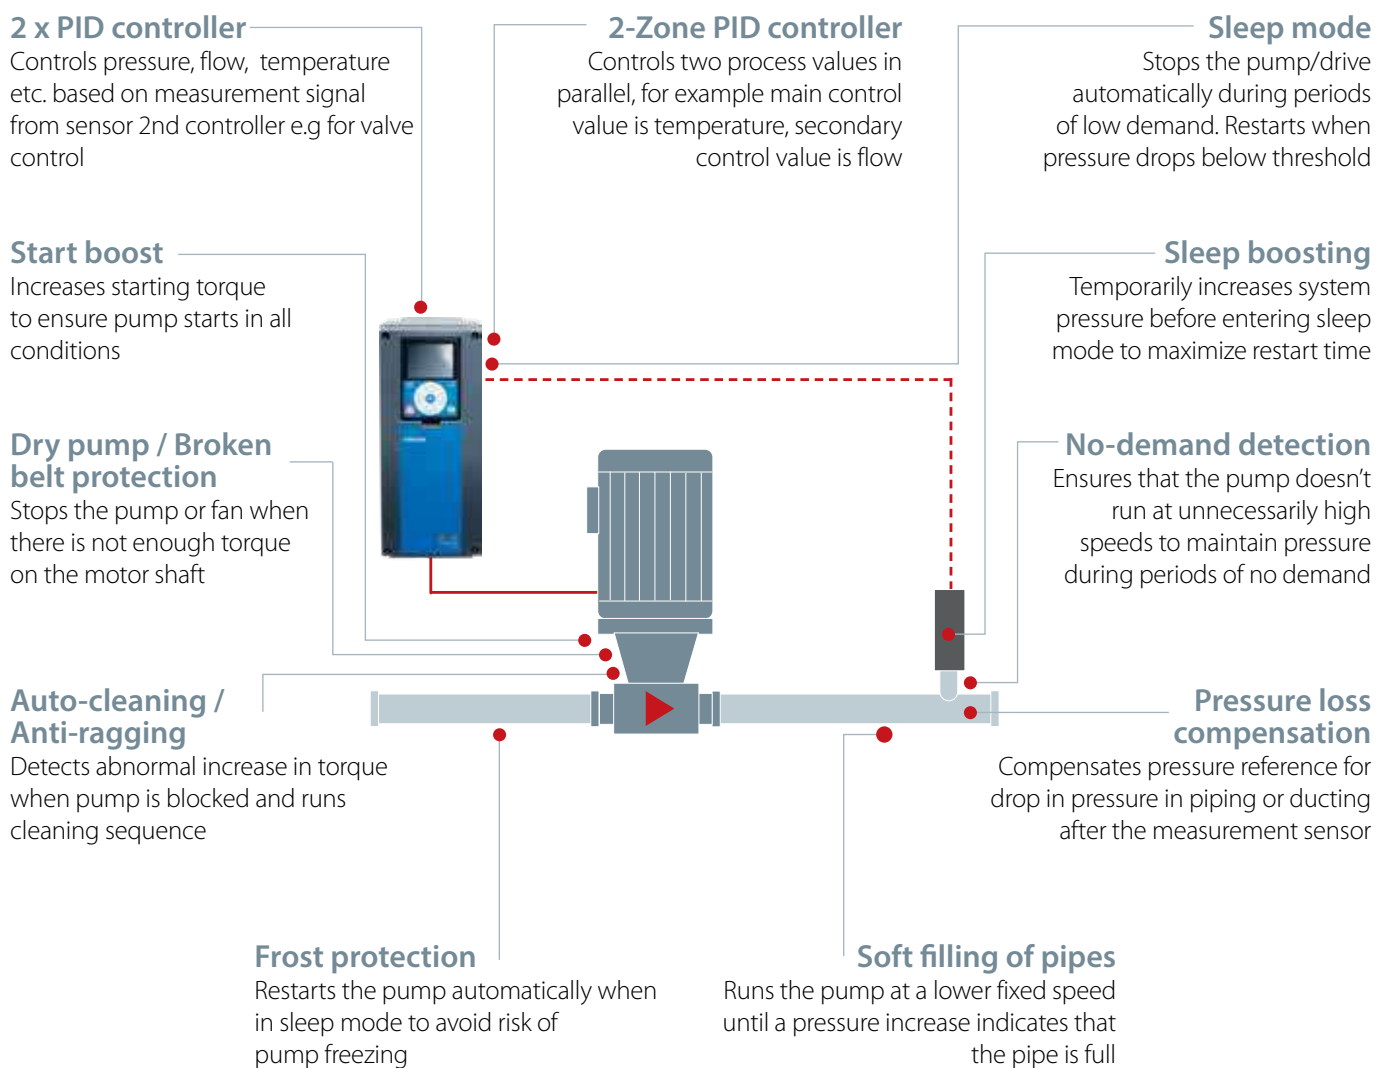 2 x PID controller
Controls pressure, flow, temperature
etc. based on measurement signal
from sensor 2nd controller e.g for valve
control
2-Zone PID controller
Controls two process values in
parallel, for example main control
value is temperature, secondary
control value is flow
Sleep mode
Stops the pump/drive
automatically during periods
of low demand. Restarts when
pressure drops below threshold
Start boost
Increases starting torque
to ensure pump starts in all
conditions
Sleep boosting
Temporarily increases system
pressure before entering sleep
mode to maximize restart time
Dry pump / Broken
belt protection
Stops the pump or fan when
there is not enough torque
on the motor shaft
No-demand detection
Ensures that the pump doesn’t
run at unnecessarily high
speeds to maintain pressure
during periods of no demand
Auto-cleaning /
Anti-ragging
Detects abnormal increase in torque
when pump is blocked and runs
cleaning sequence
Pressure loss
compensation
Compensates pressure reference for
drop in pressure in piping or ducting
after the measurement sensor
Frost protection
Restarts the pump automatically when
in sleep mode to avoid risk of
pump freezing
Soft filling of pipes
Runs the pump at a lower fixed speed
until a pressure increase indicates that
the pipe is full